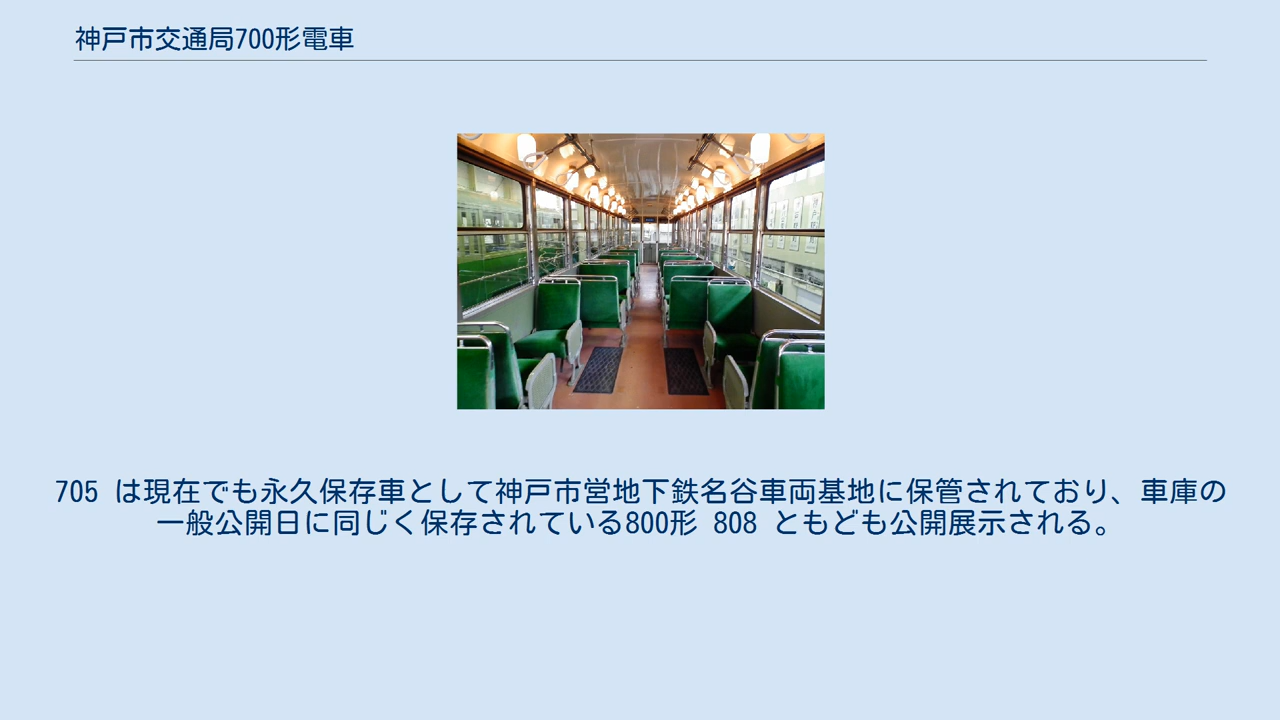 神戸市交通局700形電車
705 は現在でも永久保存車として神戸市営地下鉄名谷車両基地に保管されており、車庫の
一般公開日に同じく保存されている800形 808 ともども公開展示される。